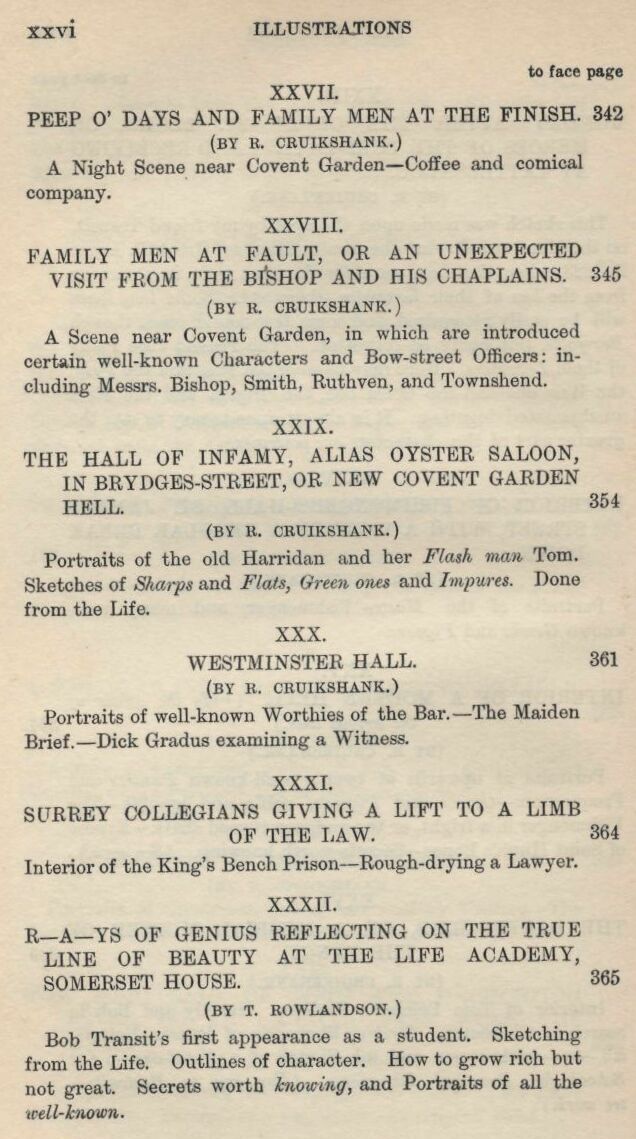 xxvi ILLUSTRATIONS
to face page
XXVII.
PEEP O' DAYS AND FAMILY MEN AT THE FINISH. 342
(BY R. CRUIKSHANK.)
A Night Scene near Covent Garden—Coffee and comical
company.
XXVIII.
FAMILY MEN AT FAULT, OR AN UNEXPECTED
VISIT FROM THE BISHOP AND HIS CHAPLAINS. 345
(BY R. CRUIKSHANK.)
A Scene near Covent Garden, in which are introduced
certain well-known Characters and Bow-street Officers: in-
cluding Messrs. Bishop, Smith, Ruthven, and Townshend.
XXIX.
THE HALL OF INFAMY, ALIAS OYSTER SALOON,
IN BRYDGES-STREET, OR NEW COVENT GARDEN
HELL. 354
(BY R. CRUIKSHANK.)
Portraits of the old Harridan and her Flash man Tom.
Sketches of Sharps and Flats, Green ones and Impures. Done
from the Life.
XXX.
WESTMINSTER HALL. 361
(BY R. CRUIKSHANK.)
Portraits of well-known Worthies of the Bar.—The Maiden
Brief.—Dick Gradus examining a Witness.
XXXI.
SURREY COLLEGIANS GIVING A LIFT TO A LIMB
OF THE LAW. 364
Interior of the King's Bench Prison—Rough-drying a Lawyer.
XXXII.
R—A—YS OF GENIUS REFLECTING ON THE TRUE
LINE OF BEAUTY AT THE LIFE ACADEMY,
SOMERSET HOUSE. 365
(BY T. ROWLANDSON.)
Bob Transit's first appearance as a student. Sketching
from the Life. Outlines of character. How to grow rich but
not great. Secrets worth knowing, and Portraits of all the
well-known.